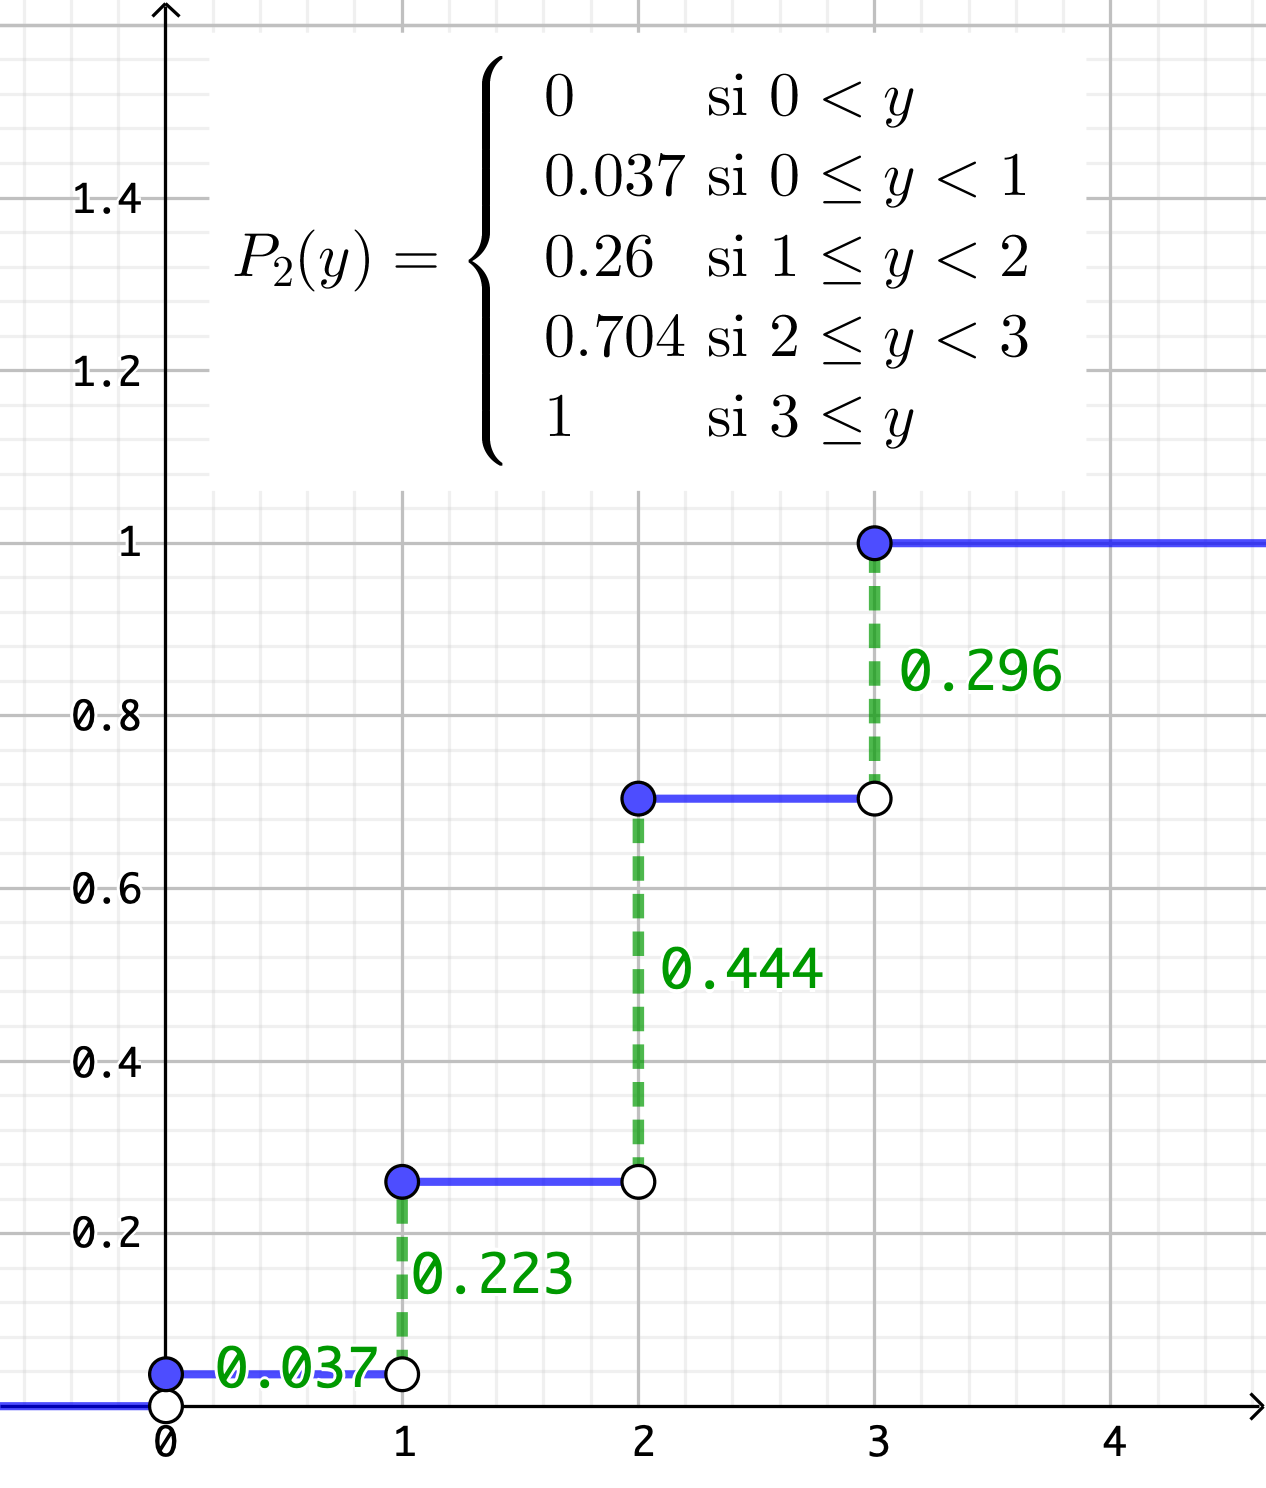 0 si 0 < y
0.037 si 0 ≤ y < 1
P₂(y) = { 0.26 si 1 ≤ y < 2
0.704 si 2 ≤ y < 3
1 si 3 ≤ y
1.4
1.2
1
0.8
0.6
0.4
0.2
0.296
0.444
0.223
0.037
0 1 2 3 4